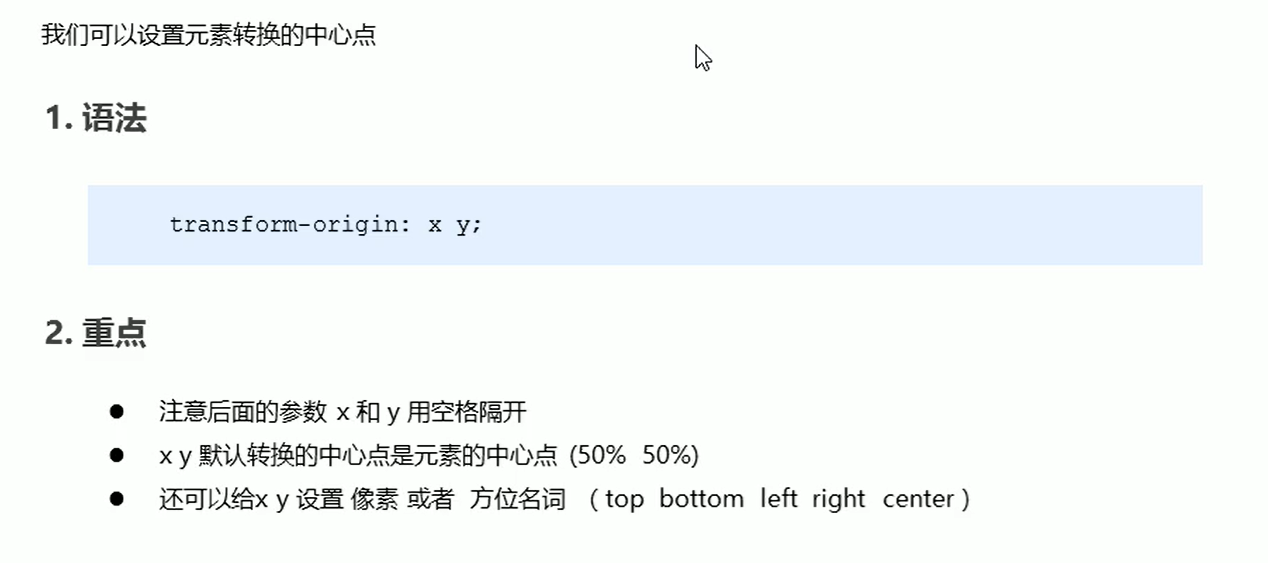 我们可以设置元素转换的中心点
1. 语法
transform-origin: x y;
2. 重点
● 注意后面的参数 x 和 y 用空格隔开
● x y 默认转换的中心点是元素的中心点 (50% 50%)
● 还可以给x y 设置 像素 或者 方位名词 （ top bottom left right center ）